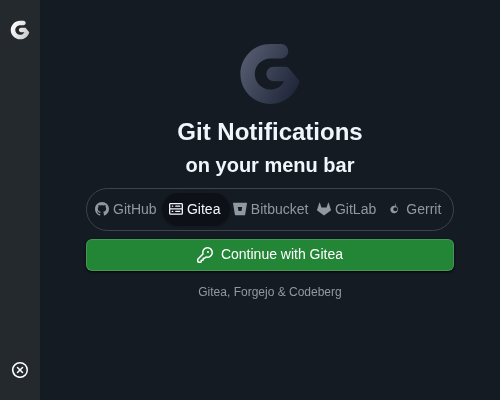 Git Notifications
on your menu bar
GitHub Gitea Bitbucket GitLab Gerrit
Continue with Gitea
Gitea, Forgejo & Codeberg